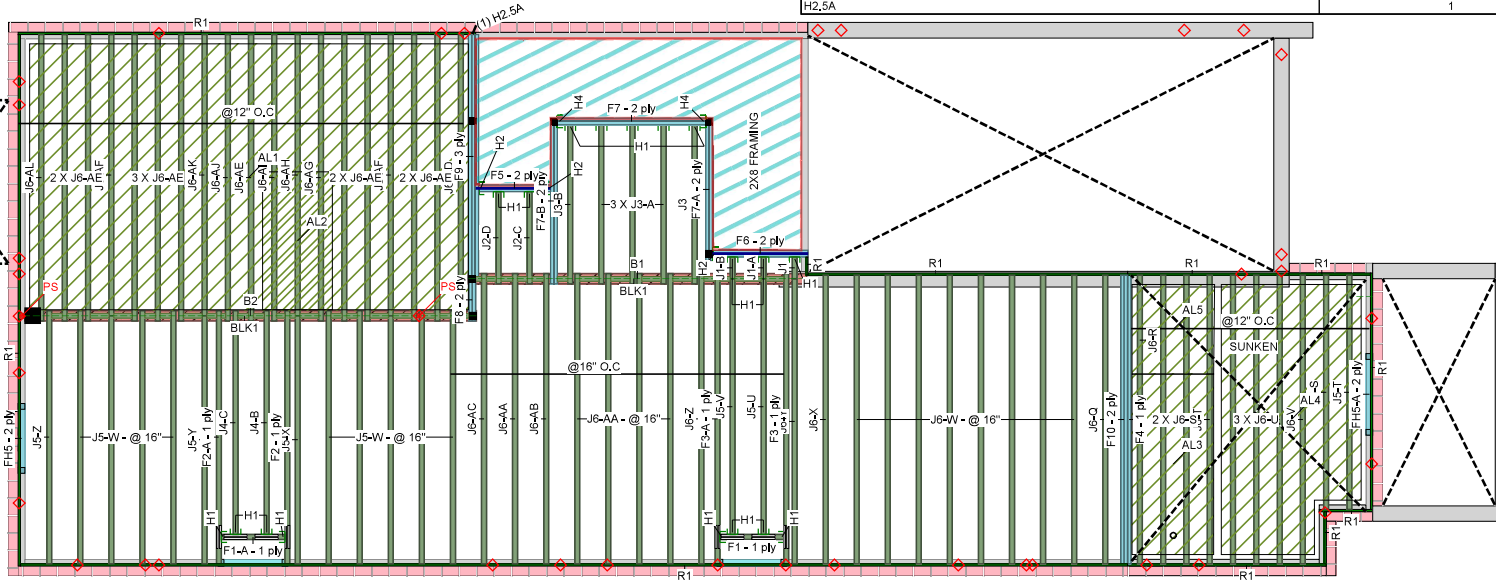 H2.5A
1
R1
(1) H2.5A
@12" O.C
H4
F7 - 2 ply
H4
H2
H1
2X8 FRAMING
AL1
J6-AL
2 X J6-AE
J6-AF
3 X J6-AE
J6-AK
J6-AJ
J6-AE
J6-AI
J6-AH
J6-AG
2 X J6-AE
J6-AF
2 X J6-AE
F9 - 3 ply
F5 - 2 ply
H2
H1
F7-B - 2 ply
J3-B
3 X J3-A
J3
F7-A - 2 ply
AL2
J2-D
J2-C
F6 - 2 ply
H2
J1-B
J1-A
J1
R1
H1
H1
R1
R1
R1
B1
BLK1
PS
PS
B2
BLK1
F8 - 2 ply
AL5
@12" O.C
SUNKEN
J6-R
R1
@16" O.C
R1
FH5 - 2 ply
J5-Z
J5-W - @ 16"
J5-Y
F2-A - 1 ply
J4-C
J4-B
F2 - 1 ply
J5-X
J5-W - @ 16"
J6-AC
J6-AA
J6-AB
J6-AA - @ 16"
J6-Z
F3-A - 1 ply
J5-V
J5-U
F3 - 1 ply
J6-Y
J6-X
J6-W - @ 16"
J6-Q
F10 - 2 ply
F4 - 1 ply
2 X J6-S
AL3
3 X J6-U
J6-V
AL4
J5-T
FH5-A - 2 ply
H1
H1
H1
F1-A - 1 ply
H1
H1
H1
F1 - 1 ply
R1
R1
R1
R1